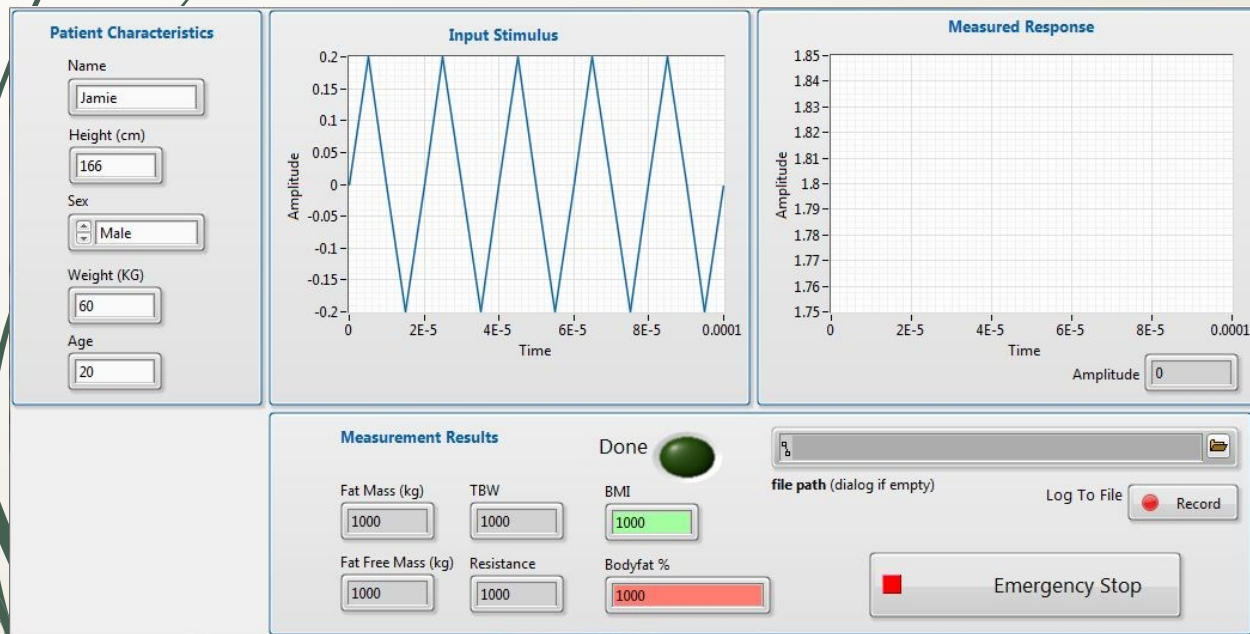 Patient Characteristics
Name
Jamie
Height (cm)
166
Sex
Male
Weight (KG)
60
Age
20
Input Stimulus
Amplitude
0.2
0.15
0.1
0.05
0
-0.05
-0.1
-0.15
-0.2
0 2E-5 4E-5 6E-5 8E-5 0.0001
Time
Measured Response
Amplitude
1.85
1.84
1.83
1.82
1.81
1.8
1.79
1.78
1.77
1.76
1.75
0 2E-5 4E-5 6E-5 8E-5 0.0001
Time
Amplitude 0
Measurement Results
Done
Fat Mass (kg) TBW BMI
1000 1000 1000
Fat Free Mass (kg) Resistance Bodyfat %
1000 1000 1000
file path (dialog if empty)
Log To File Record
Emergency Stop